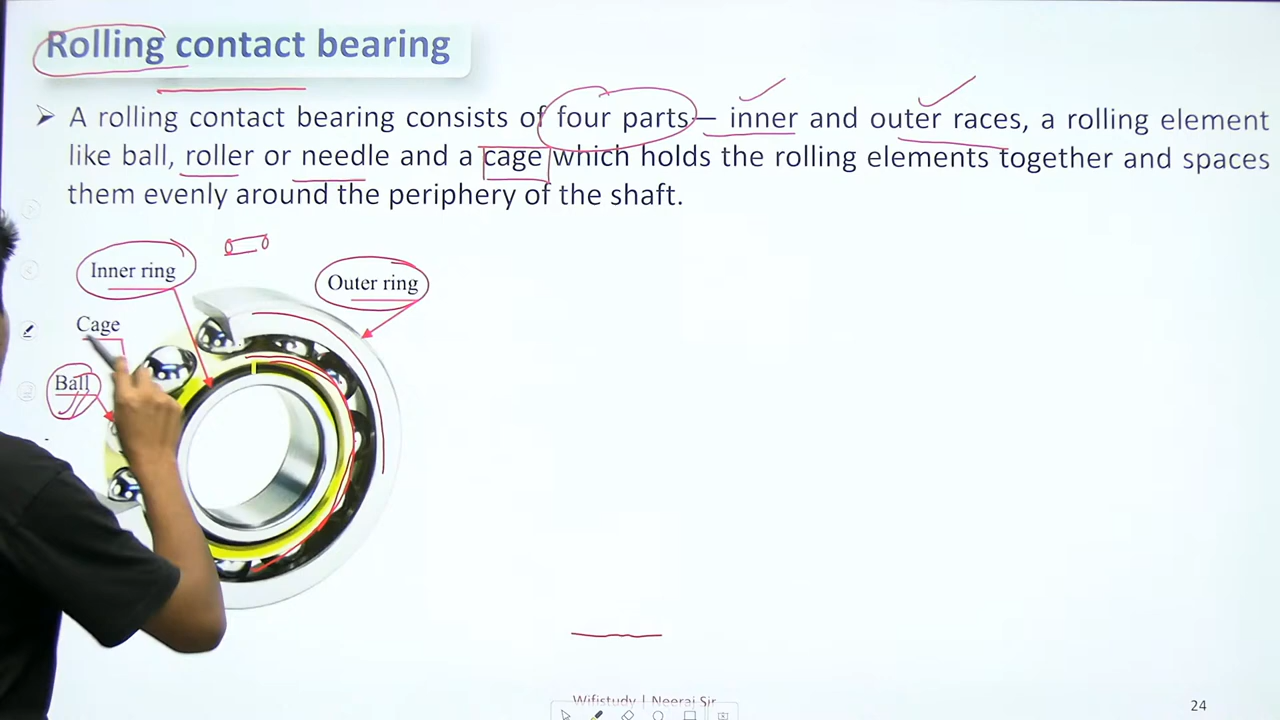 Rolling contact bearing
➢ A rolling contact bearing consists of four parts— inner and outer races, a rolling element
like ball, roller or needle and a cage which holds the rolling elements together and spaces
them evenly around the periphery of the shaft.
Inner ring
Outer ring
Cage
Ball
Wifistudy | Neeraj Sir
24